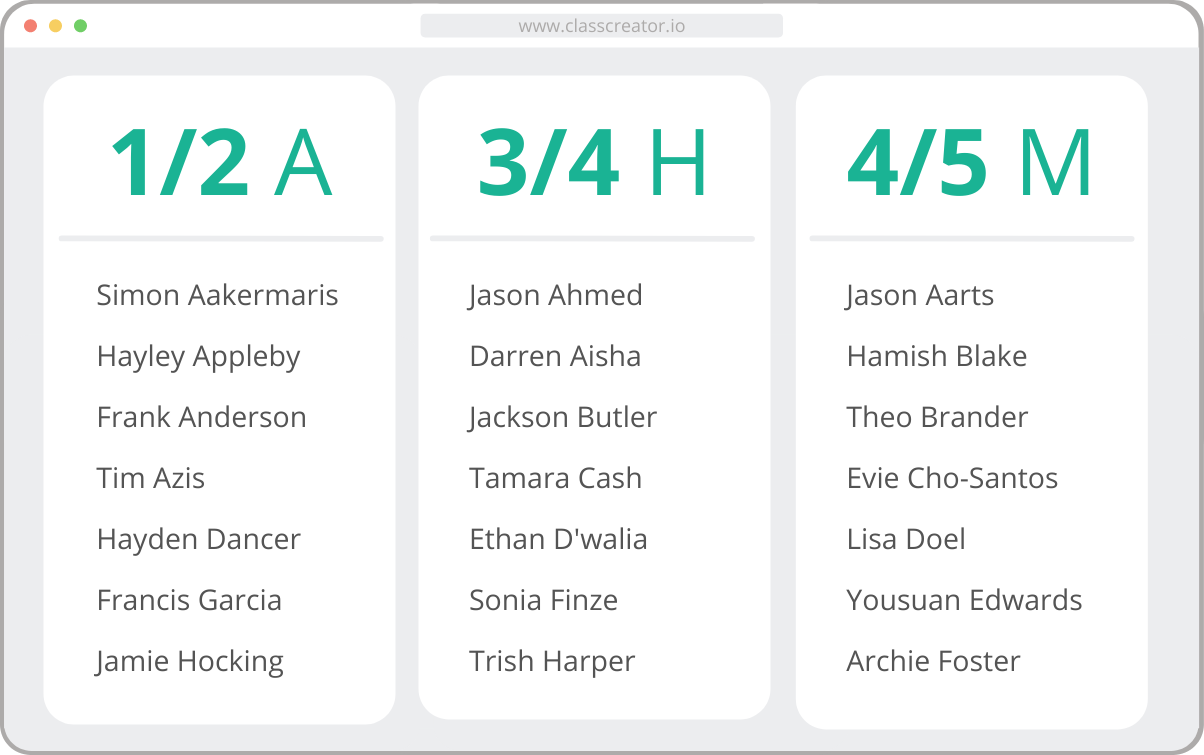 www.classcreator.io
1/2 A
Simon Aakermaris
Hayley Appleby
Frank Anderson
Tim Azis
Hayden Dancer
Francis Garcia
Jamie Hocking
3/4 H
Jason Ahmed
Darren Aisha
Jackson Butler
Tamara Cash
Ethan D'walia
Sonia Finze
Trish Harper
4/5 M
Jason Aarts
Hamish Blake
Theo Brander
Evie Cho-Santos
Lisa Doel
Yousuan Edwards
Archie Foster